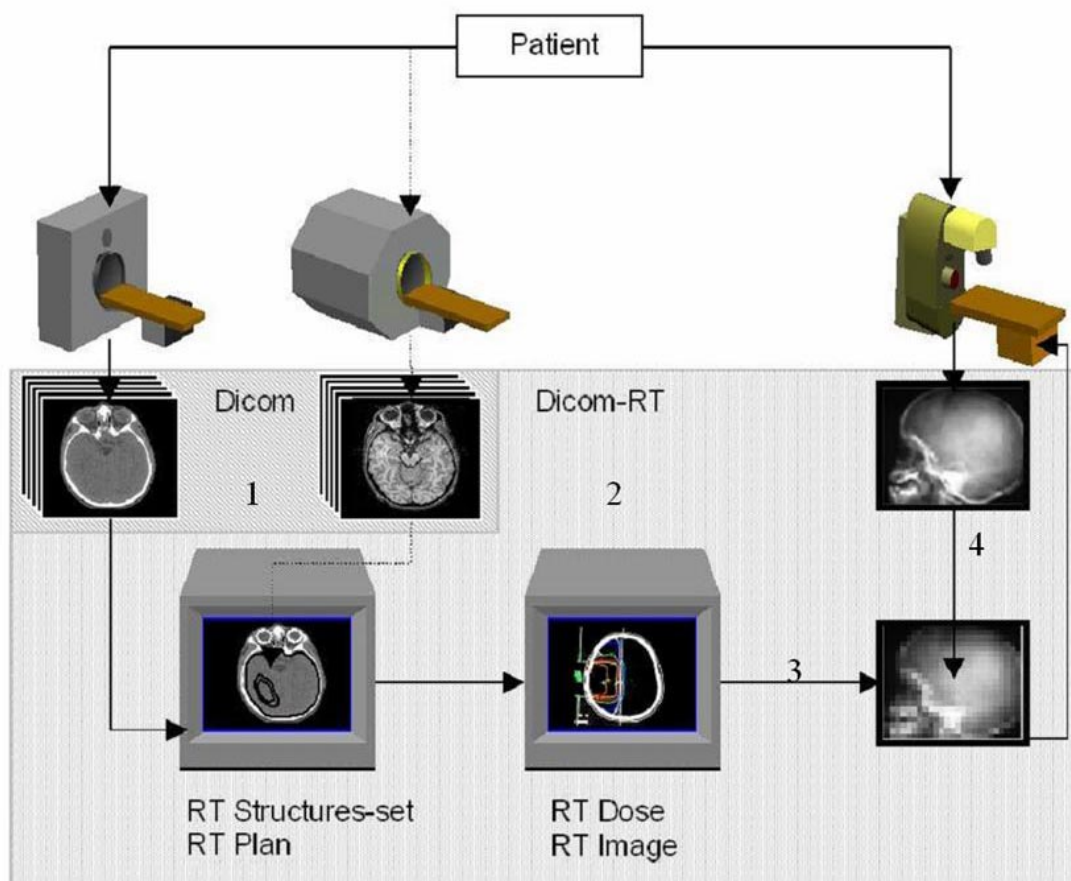 Patient
Dicom
Dicom-RT
1
2
4
3
RT Structures-set
RT Plan
RT Dose
RT Image